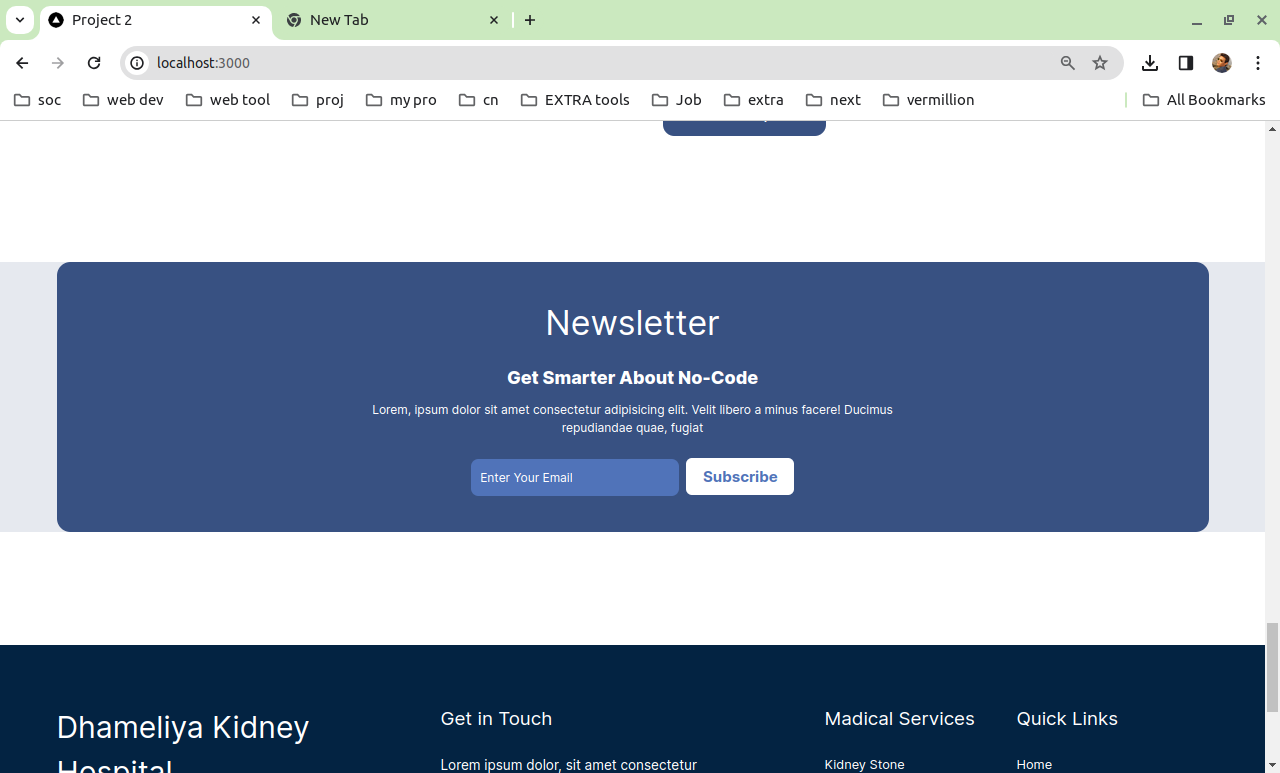 Project 2
New Tab
localhost:3000
soc
web dev
web tool
proj
my pro
cn
EXTRA tools
Job
extra
next
vermillion
All Bookmarks
Newsletter
Get Smarter About No-Code
Lorem, ipsum dolor sit amet consectetur adipisicing elit. Velit libero a minus facere! Ducimus
repudiandae quae, fugiat
Enter Your Email
Subscribe
Dhameliya Kidney
Hospital
Get in Touch
Lorem ipsum dolor, sit amet consectetur
Madical Services
Kidney Stone
Quick Links
Home